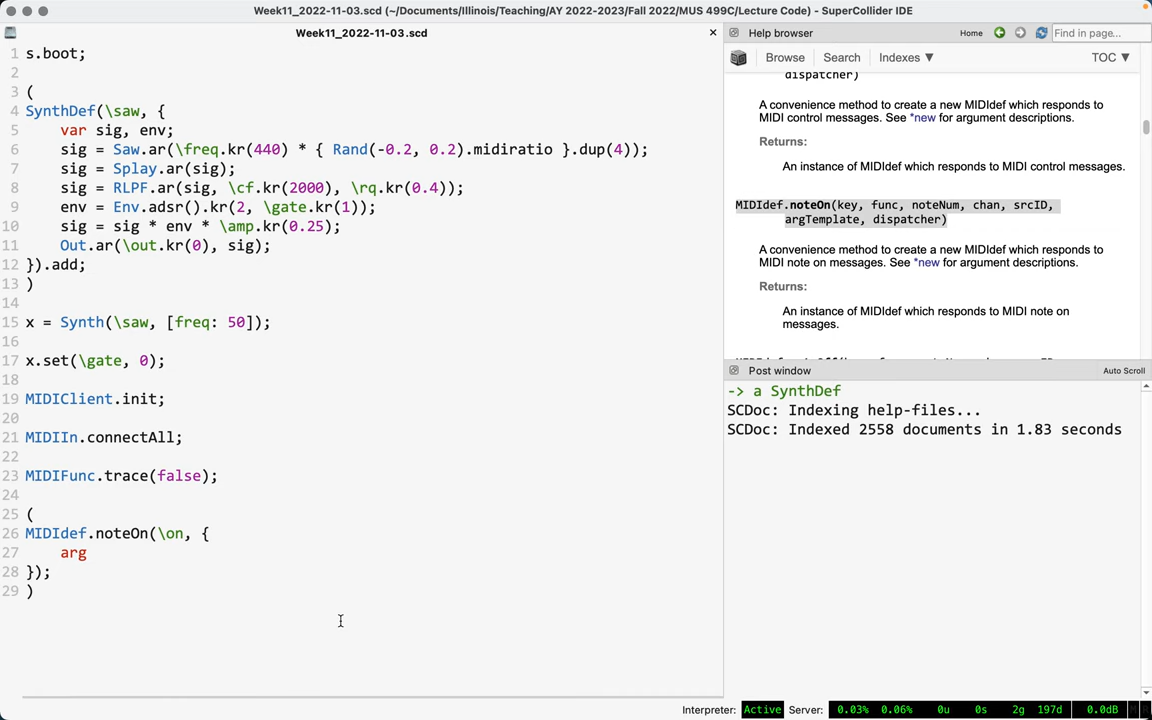 Week11_2022-11-03.scd (~/Documents/Illinois/Teaching/AY 2022-2023/Fall 2022/MUS 499C/Lecture Code) - SuperCollider IDE
Week11_2022-11-03.scd
1 s.boot;
2
3 (
4 SynthDef(\saw, {
5 var sig, env;
6 sig = Saw.ar(\freq.kr(440) * { Rand(-0.2, 0.2).midiratio }.dup(4));
7 sig = Splay.ar(sig);
8 sig = RLPF.ar(sig, \cf.kr(2000), \rq.kr(0.4));
9 env = Env.adsr().kr(2, \gate.kr(1));
10 sig = sig * env * \amp.kr(0.25);
11 Out.ar(\out.kr(0), sig);
12 }).add;
13 )
14
15 x = Synth(\saw, [freq: 50]);
16
17 x.set(\gate, 0);
18
19 MIDIClient.init;
20
21 MIDIIn.connectAll;
22
23 MIDIFunc.trace(false);
24
25 (
26 MIDIdef.noteOn(\on, {
27 arg
28 });
29 )
Help browser
Home
Find in page...
Browse Search Indexes ▼ TOC ▼
dispatcher)
A convenience method to create a new MIDIdef which responds to
MIDI control messages. See *new for argument descriptions.
Returns:
An instance of MIDIdef which responds to MIDI control messages.
MIDIdef.noteOn(key, func, noteNum, chan, srcID,
argTemplate, dispatcher)
A convenience method to create a new MIDIdef which responds to
MIDI note on messages. See *new for argument descriptions.
Returns:
An instance of MIDIdef which responds to MIDI note on
messages.
Post window
Auto Scroll
-> a SynthDef
SCDoc: Indexing help-files...
SCDoc: Indexed 2558 documents in 1.83 seconds
Interpreter: Active Server: 0.03% 0.06% 0u 0s 2g 197d 0.0dB